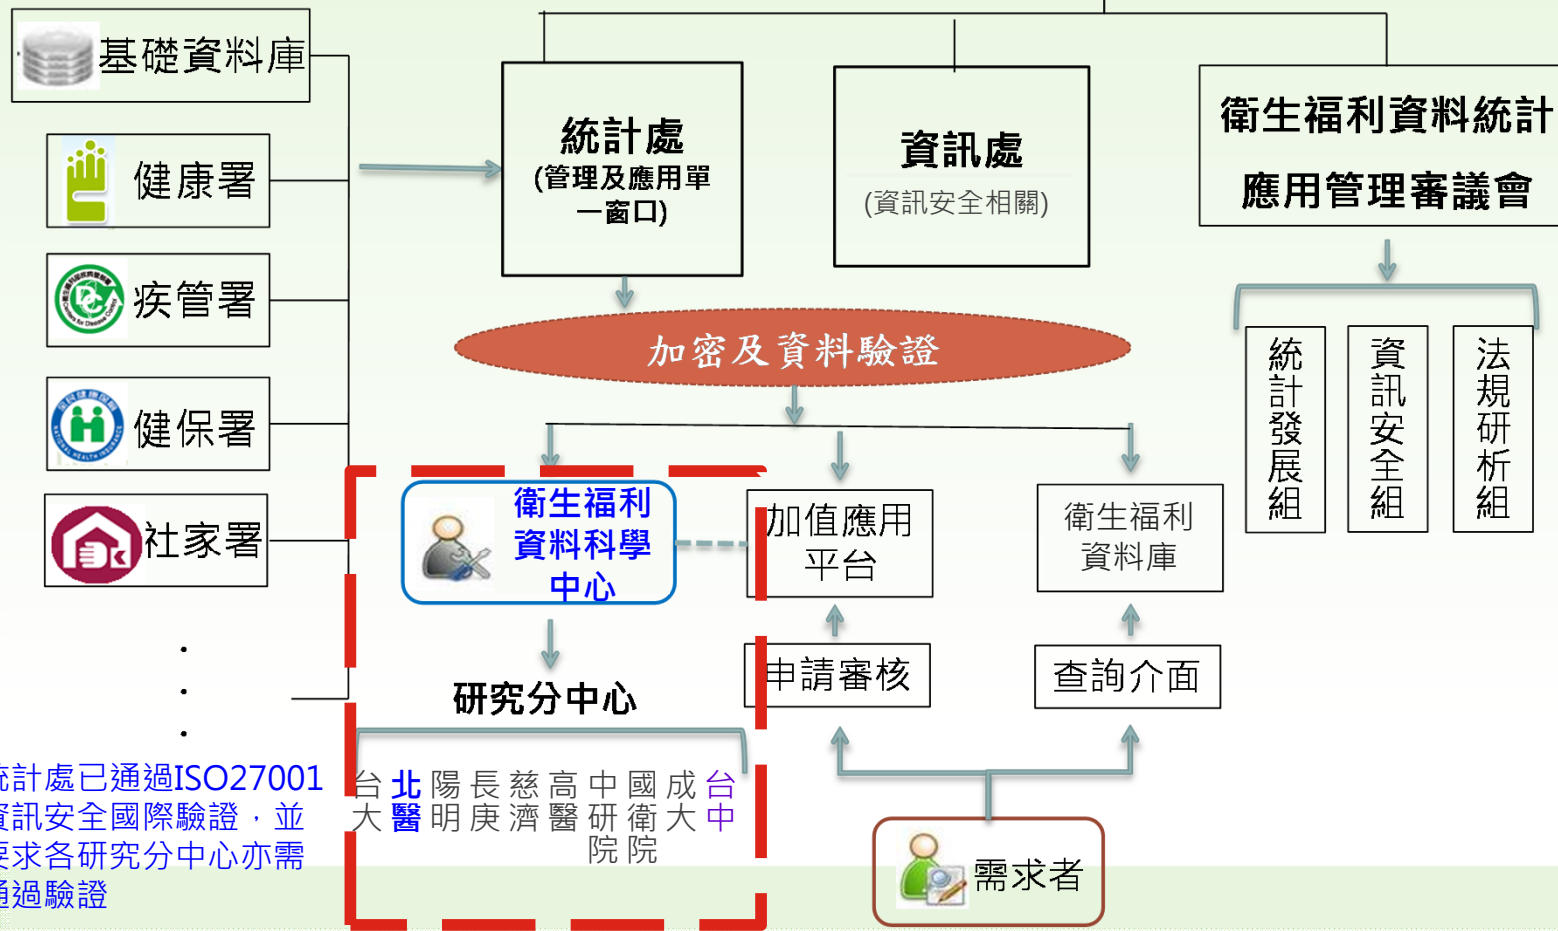 基礎資料庫
健康署
疾管署
健保署
社家署
統計處
(管理及應用單
一窗口)
資訊處
(資訊安全相關)
衛生福利資料統計
應用管理審議會
統計發展組
資訊安全組
法規研析組
加密及資料驗證
衛生福利
資料科學
中心
加值應用
平台
衛生福利
資料庫
研究分中心
申請審核
查詢介面
台大
北醫
陽明
長庚
慈濟
高醫
中研院
國衛院
成大
台中
需求者
統計處已通過ISO27001
資訊安全國際驗證，並
要求各研究分中心亦需
通過驗證